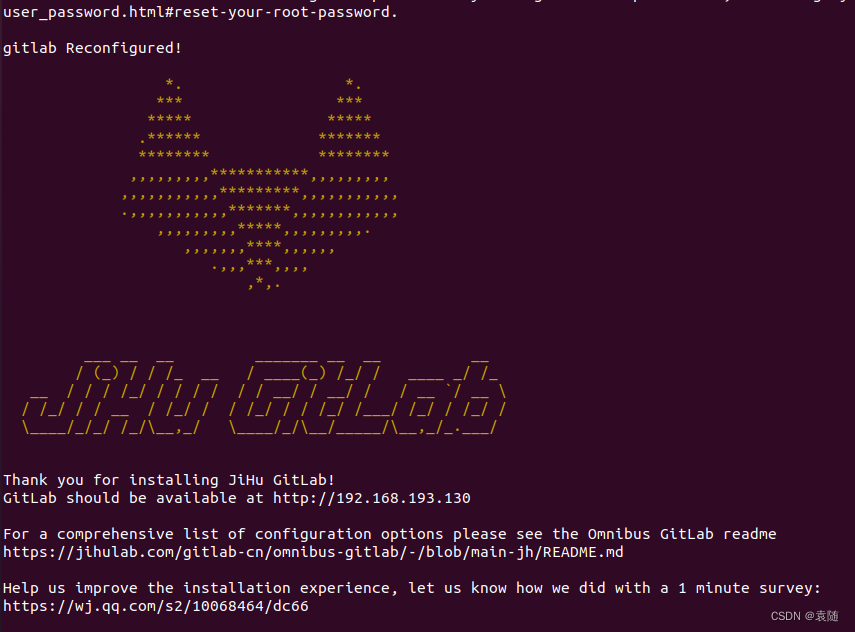 user_password.html#reset-your-root-password.
gitlab Reconfigured!
JiHu GitLab
Thank you for installing JiHu GitLab!
GitLab should be available at http://192.168.193.130
For a comprehensive list of configuration options please see the Omnibus GitLab readme
https://jihulab.com/gitlab-cn/omnibus-gitlab/-/blob/main-jh/README.md
Help us improve the installation experience, let us know how we did with a 1 minute survey:
https://wj.qq.com/s2/10068464/dc66
CSDN @袁随